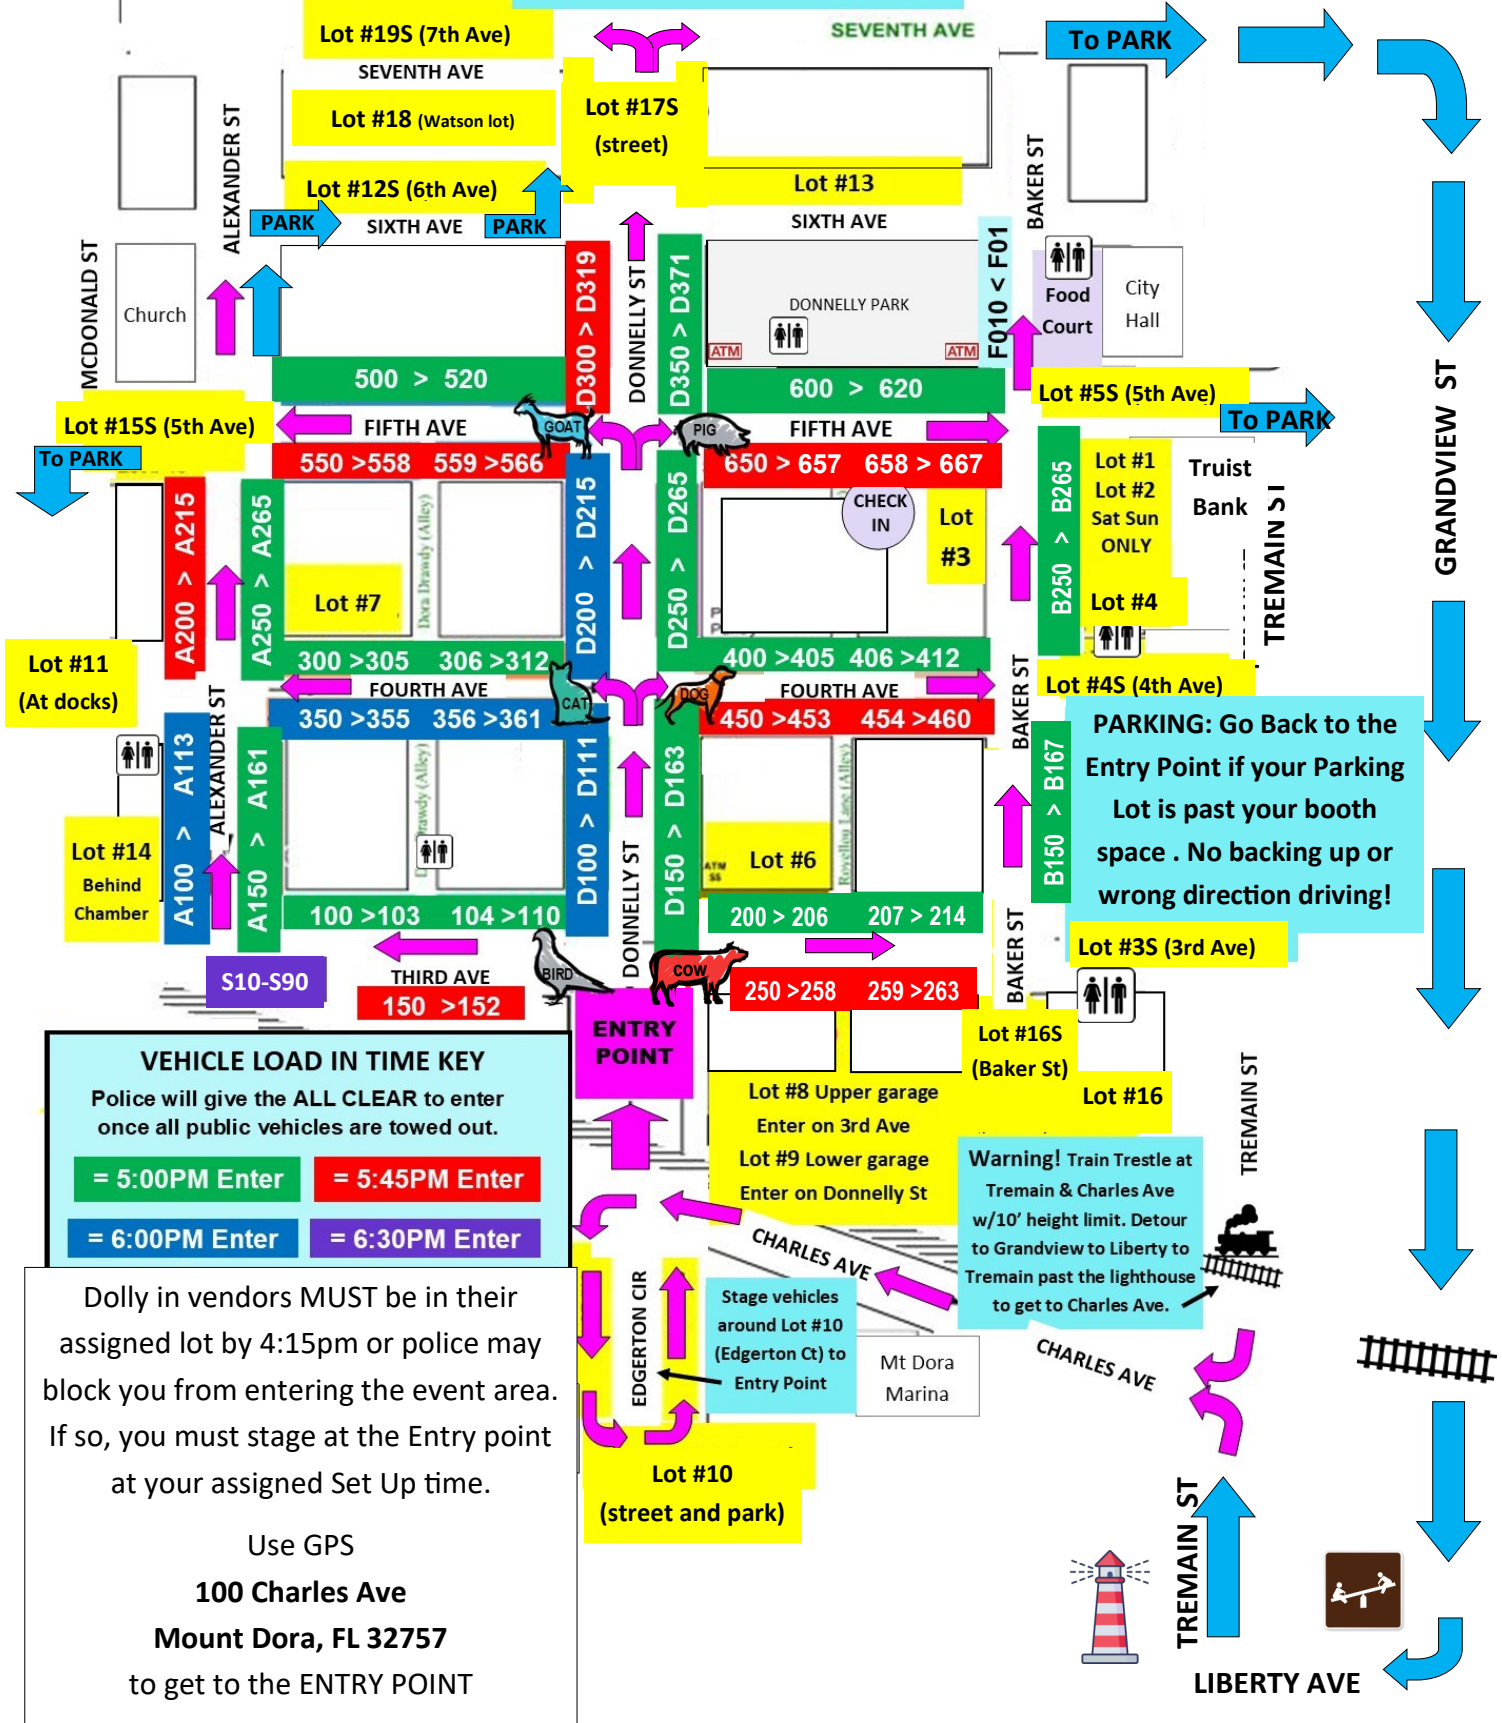 Lot #19S (7th Ave)
SEVENTH AVE
To PARK
SEVENTH AVE
Lot #18 (Watson lot)
Lot #17S
(street)
ALEXANDER ST
BAKER ST
Lot #12S (6th Ave)
Lot #13
PARK
SIXTH AVE
PARK
SIXTH AVE
MCDONALD ST
Church
D300 > D319
DONNELLY ST
D350 > D371
DONNELLY PARK
ATM
ATM
F010 < F01
Food
Court
City
Hall
GRANDVIEW ST
500 > 520
600 > 620
Lot #5S (5th Ave)
To PARK
Lot #15S (5th Ave)
FIFTH AVE
GOAT
PIG
FIFTH AVE
To PARK
550 >558 559 >566
650 > 657 658 > 667
A200 > A215
A250 > A265
Dora Drawdy (Alley)
D200 > D215
D250 > D265
CHECK
IN
Lot
#3
B250 > B265
Lot #1
Lot #2
Sat Sun
ONLY
Truist
Bank
TREMAIN ST
Lot #7
Lot #4
Lot #11
(At docks)
300 >305 306 >312
400 >405 406 >412
ALEXANDER ST
FOURTH AVE
CAT
DOG
FOURTH AVE
BAKER ST
Lot #4S (4th Ave)
350 >355 356 >361
450 >453 454 >460
PARKING: Go Back to the
Entry Point if your Parking
Lot is past your booth
space . No backing up or
wrong direction driving!
A100 > A113
A150 > A161
Drawdy (Alley)
D100 > D111
DONNELLY ST
D150 > D163
ATM
SS
Lot #6
Royellou Lane (Alley)
B150 > B167
Lot #14
Behind
Chamber
100 >103 104 >110
200 > 206 207 > 214
BAKER ST
Lot #3S (3rd Ave)
S10-S90
THIRD AVE
BIRD
COW
150 >152
250 >258 259 >263
ENTRY
POINT
Lot #16S
(Baker St)
Lot #16
TREMAIN ST
VEHICLE LOAD IN TIME KEY
Police will give the ALL CLEAR to enter
once all public vehicles are towed out.
= 5:00PM Enter
= 5:45PM Enter
= 6:00PM Enter
= 6:30PM Enter
Lot #8 Upper garage
Enter on 3rd Ave
Lot #9 Lower garage
Enter on Donnelly St
Warning! Train Trestle at
Tremain & Charles Ave
w/10' height limit. Detour
to Grandview to Liberty to
Tremain past the lighthouse
to get to Charles Ave.
CHARLES AVE
EDGERTON CIR
Stage vehicles
around Lot #10
(Edgerton Ct) to
Entry Point
Mt Dora
Marina
CHARLES AVE
Lot #10
(street and park)
Dolly in vendors MUST be in their
assigned lot by 4:15pm or police may
block you from entering the event area.
If so, you must stage at the Entry point
at your assigned Set Up time.
Use GPS
100 Charles Ave
Mount Dora, FL 32757
to get to the ENTRY POINT
TREMAIN ST
LIBERTY AVE